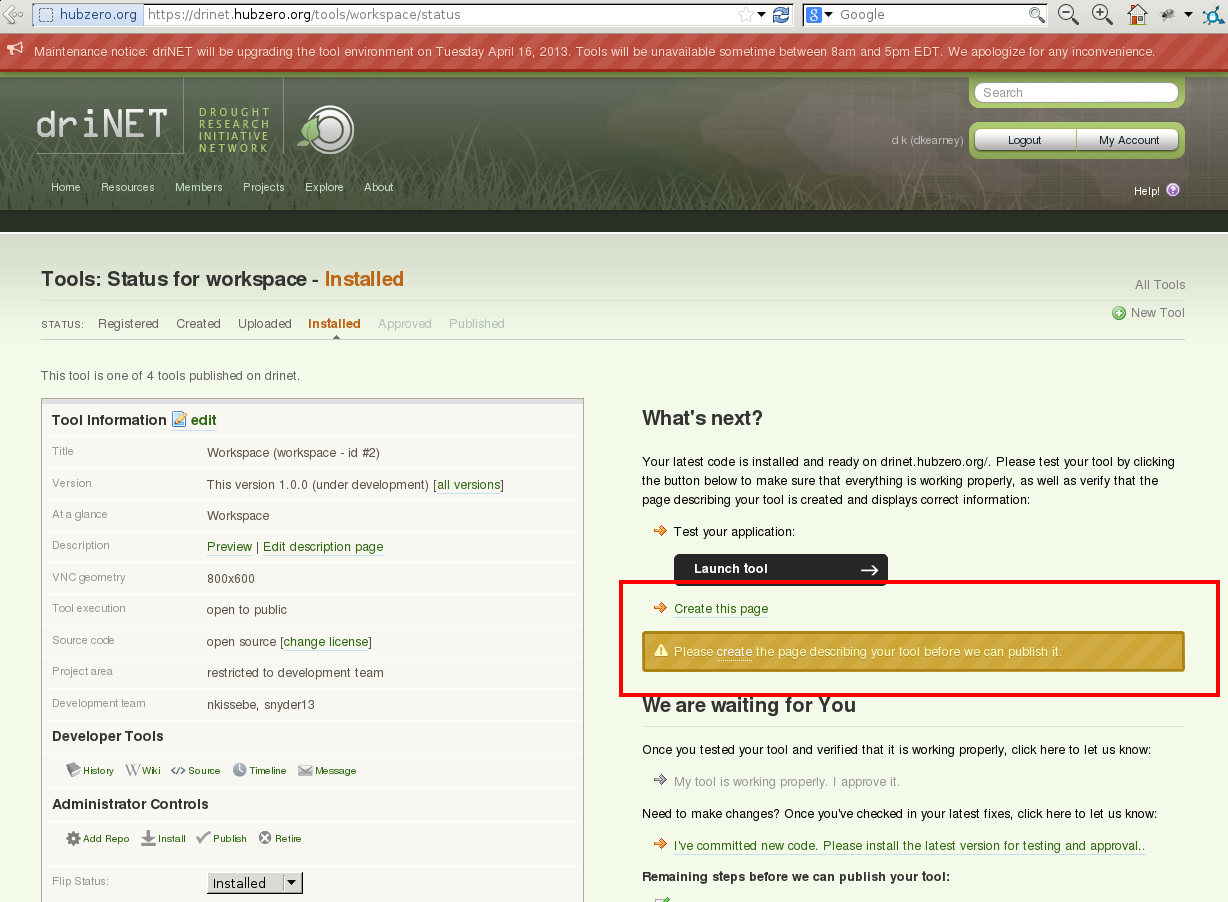 hubzero.org https://drinet.hubzero.org/tools/workspace/status Google
Maintenance notice: driNET will be upgrading the tool environment on Tuesday April 16, 2013. Tools will be unavailable sometime between 8am and 5pm EDT. We apologize for any inconvenience.
Search
driNET
DROUGHT
RESEARCH
INITIATIVE
NETWORK
d k (dkearney) Logout My Account
Home Resources Members Projects Explore About
Help! ?
Tools: Status for workspace - Installed
All Tools
New Tool
STATUS: Registered Created Uploaded Installed Approved Published
This tool is one of 4 tools published on drinet.
Tool Information edit
Title Workspace (workspace - id #2)
Version This version 1.0.0 (under development) [all versions]
At a glance Workspace
Description Preview | Edit description page
VNC geometry 800x600
Tool execution open to public
Source code open source [change license]
Project area restricted to development team
Development team nkissebe, snyder13
Developer Tools
History Wiki Source Timeline Message
Administrator Controls
Add Repo Install Publish Retire
Flip Status: Installed
What's next?
Your latest code is installed and ready on drinet.hubzero.org/. Please test your tool by clicking
the button below to make sure that everything is working properly, as well as verify that the
page describing your tool is created and displays correct information:
Test your application:
Launch tool
Create this page
Please create the page describing your tool before we can publish it.
We are waiting for You
Once you tested your tool and verified that it is working properly, click here to let us know:
My tool is working properly. I approve it.
Need to make changes? Once you've checked in your latest fixes, click here to let us know:
I've committed new code. Please install the latest version for testing and approval..
Remaining steps before we can publish your tool: